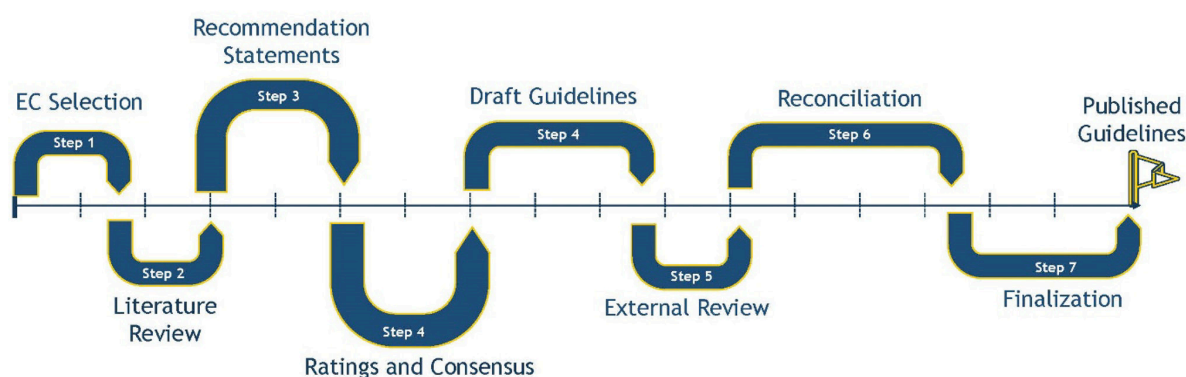 EC Selection
Step 1
Step 2
Literature
Review
Recommendation
Statements
Step 3
Step 4
Ratings and Consensus
Draft Guidelines
Step 4
Step 5
External Review
Reconciliation
Step 6
Step 7
Finalization
Published
Guidelines